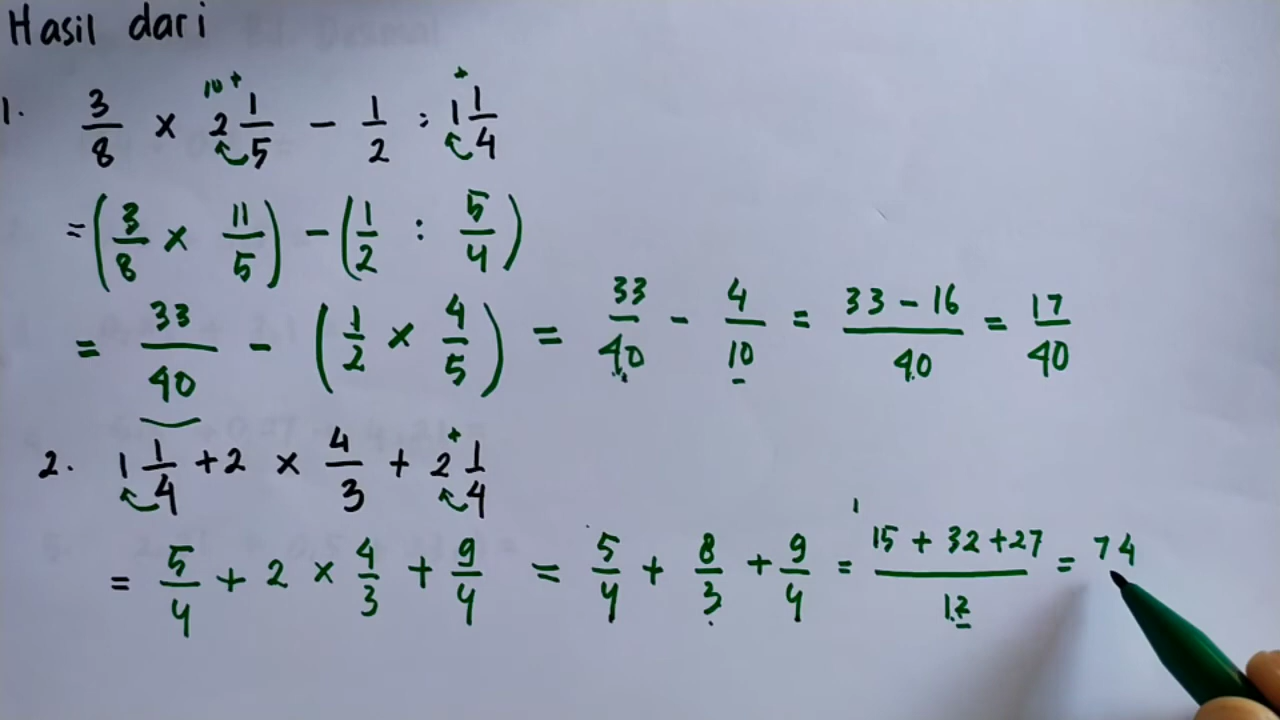 Hasil dari
1. 3/8 × 2 1/5 − 1/2 : 1 1/4
10 + +
= (3/8 × 11/5) − (1/2 : 5/4)
= 33/40 − (1/2 × 4/5) = 33/40 − 4/10 = 33 − 16/40 = 17/40
2. 1 1/4 + 2 × 4/3 + 2 1/4
+
= 5/4 + 2 × 4/3 + 9/4 = 5/4 + 8/3 + 9/4 = 15 + 32 + 27/12 = 74